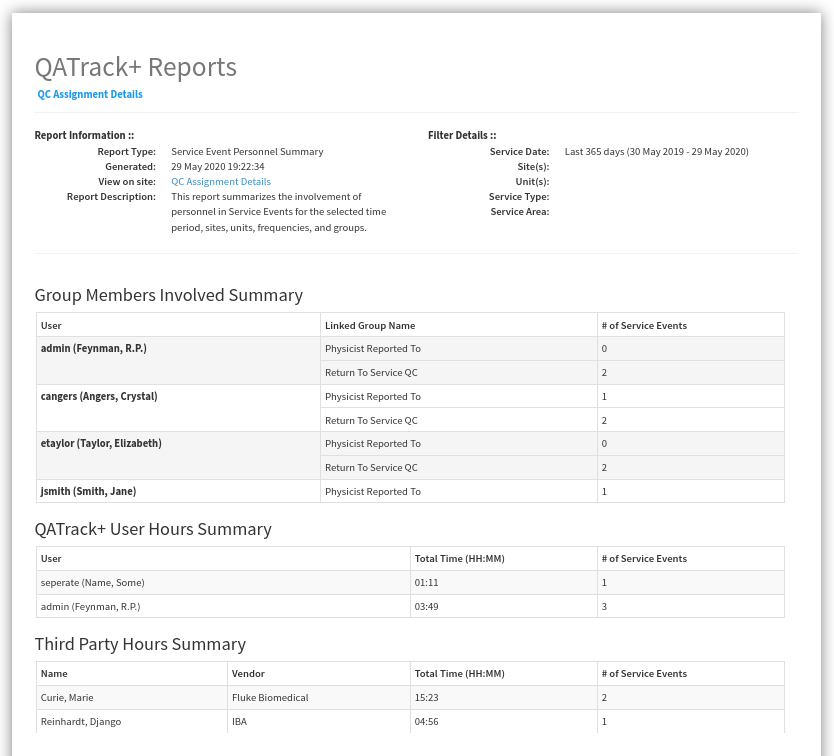 QATrack+ Reports
QC Assignment Details
Report Information ::
Report Type: Service Event Personnel Summary
Generated: 29 May 2020 19:22:34
View on site: QC Assignment Details
Report Description: This report summarizes the involvement of
personnel in Service Events for the selected time
period, sites, units, frequencies, and groups.
Filter Details ::
Service Date: Last 365 days (30 May 2019 - 29 May 2020)
Site(s):
Unit(s):
Service Type:
Service Area:
Group Members Involved Summary
User Linked Group Name # of Service Events
admin (Feynman, R.P.) Physicist Reported To 0
Return To Service QC 2
cangers (Angers, Crystal) Physicist Reported To 1
Return To Service QC 2
etaylor (Taylor, Elizabeth) Physicist Reported To 0
Return To Service QC 2
jsmith (Smith, Jane) Physicist Reported To 1
QATrack+ User Hours Summary
User Total Time (HH:MM) # of Service Events
seperate (Name, Some) 01:11 1
admin (Feynman, R.P.) 03:49 3
Third Party Hours Summary
Name Vendor Total Time (HH:MM) # of Service Events
Curie, Marie Fluke Biomedical 15:23 2
Reinhardt, Django IBA 04:56 1